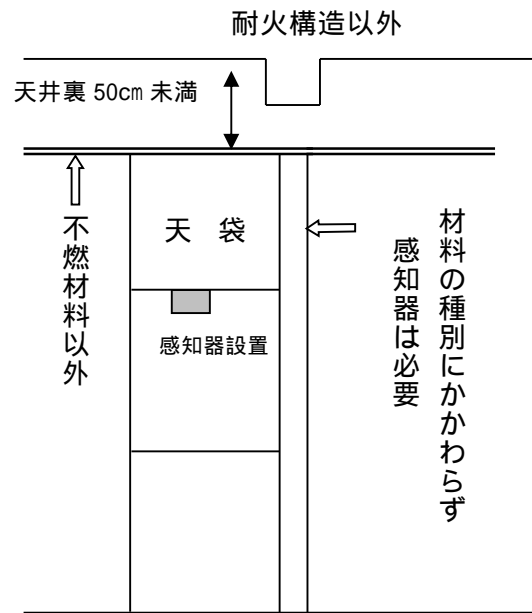 耐火構造以外
天井裏 50㎝ 未満
天 袋
不燃材料以外
感知器設置
材料の種別にかかわらず
感知器は必要